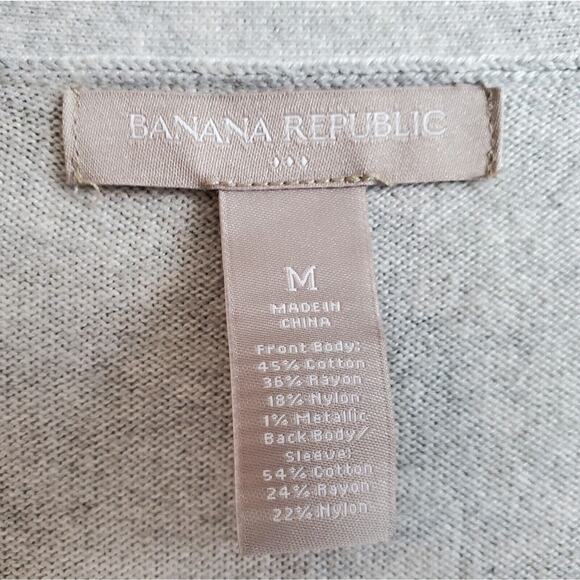 BANANA REPUBLIC
M
MADE IN
CHINA
Front Body:
45% Cotton
36% Rayon
18% Nylon
1% Metallic
Back Body/
Sleeve:
54% Cotton
24% Rayon
22% Nylon